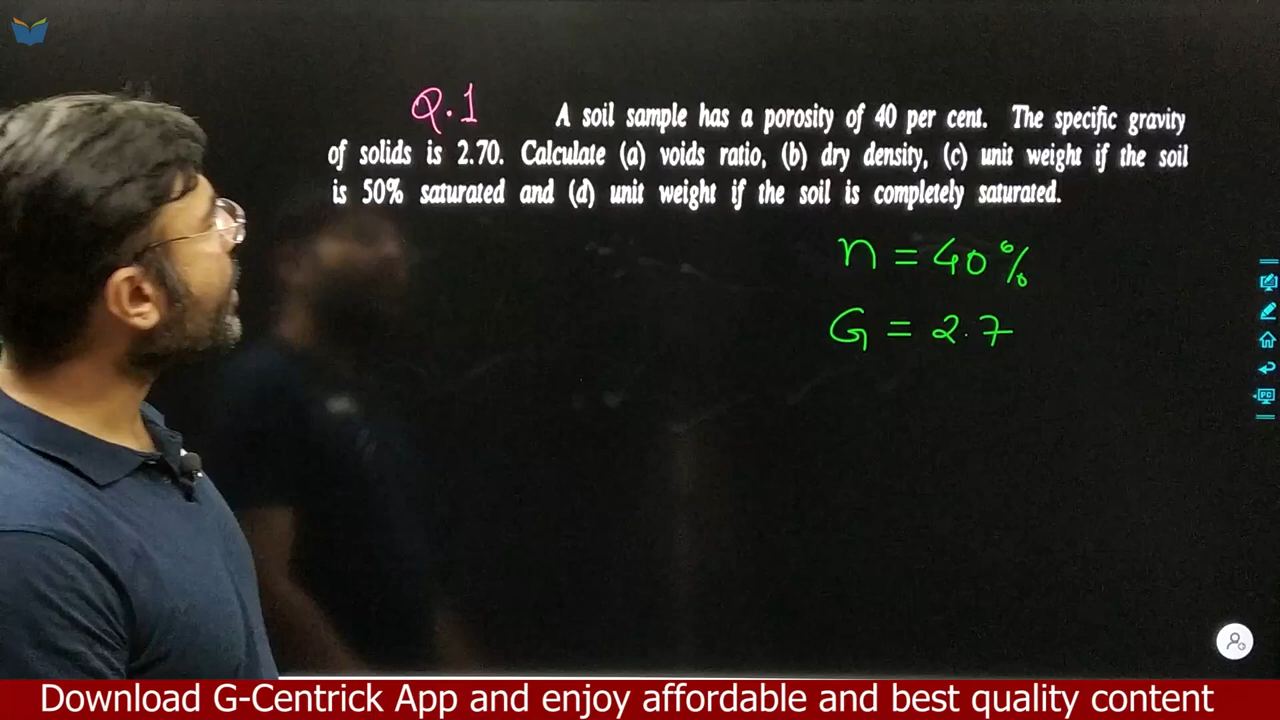 Q.1 A soil sample has a porosity of 40 per cent. The specific gravity
of solids is 2.70. Calculate (a) voids ratio, (b) dry density, (c) unit weight if the soil
is 50% saturated and (d) unit weight if the soil is completely saturated.
n = 40%
G = 2.7
PC
Download G-Centrick App and enjoy affordable and best quality content